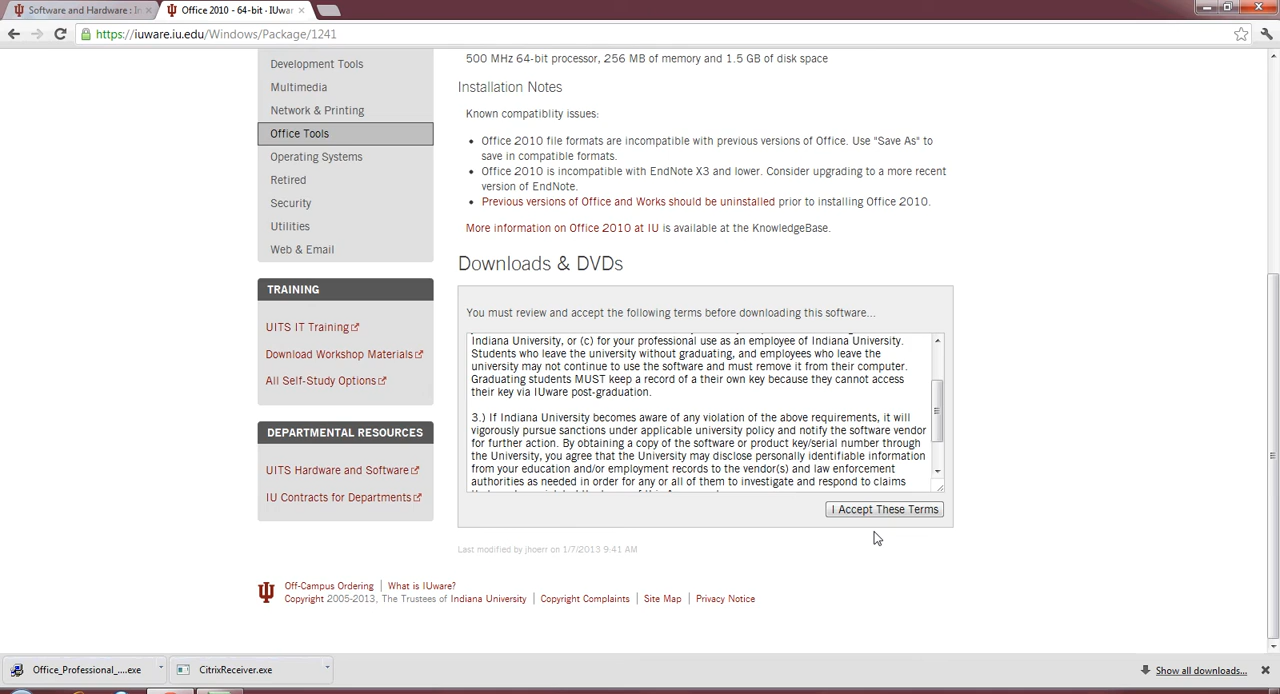 Software and Hardware : In
Office 2010 - 64-bit · IUwar
https://iuware.iu.edu/Windows/Package/1241
Development Tools
Multimedia
Network & Printing
Office Tools
Operating Systems
Retired
Security
Utilities
Web & Email
TRAINING
UITS IT Training
Download Workshop Materials
All Self-Study Options
DEPARTMENTAL RESOURCES
UITS Hardware and Software
IU Contracts for Departments
500 MHz 64-bit processor, 256 MB of memory and 1.5 GB of disk space
Installation Notes
Known compatiblity issues:
• Office 2010 file formats are incompatible with previous versions of Office. Use "Save As" to
save in compatible formats.
• Office 2010 is incompatible with EndNote X3 and lower. Consider upgrading to a more recent
version of EndNote.
• Previous versions of Office and Works should be uninstalled prior to installing Office 2010.
More information on Office 2010 at IU is available at the KnowledgeBase.
Downloads & DVDs
You must review and accept the following terms before downloading this software...
Indiana University, or (c) for your professional use as an employee of Indiana University.
Students who leave the university without graduating, and employees who leave the
university may not continue to use the software and must remove it from their computer.
Graduating students MUST keep a record of a their own key because they cannot access
their key via IUware post-graduation.
3.) If Indiana University becomes aware of any violation of the above requirements, it will
vigorously pursue sanctions under applicable university policy and notify the software vendor
for further action. By obtaining a copy of the software or product key/serial number through
the University, you agree that the University may disclose personally identifiable information
from your education and/or employment records to the vendor(s) and law enforcement
authorities as needed in order for any or all of them to investigate and respond to claims
I Accept These Terms
Last modified by jhoerr on 1/7/2013 9:41 AM
Off-Campus Ordering | What is IUware?
Copyright 2005-2013, The Trustees of Indiana University | Copyright Complaints | Site Map | Privacy Notice
Office_Professional_....exe
CitrixReceiver.exe
Show all downloads...